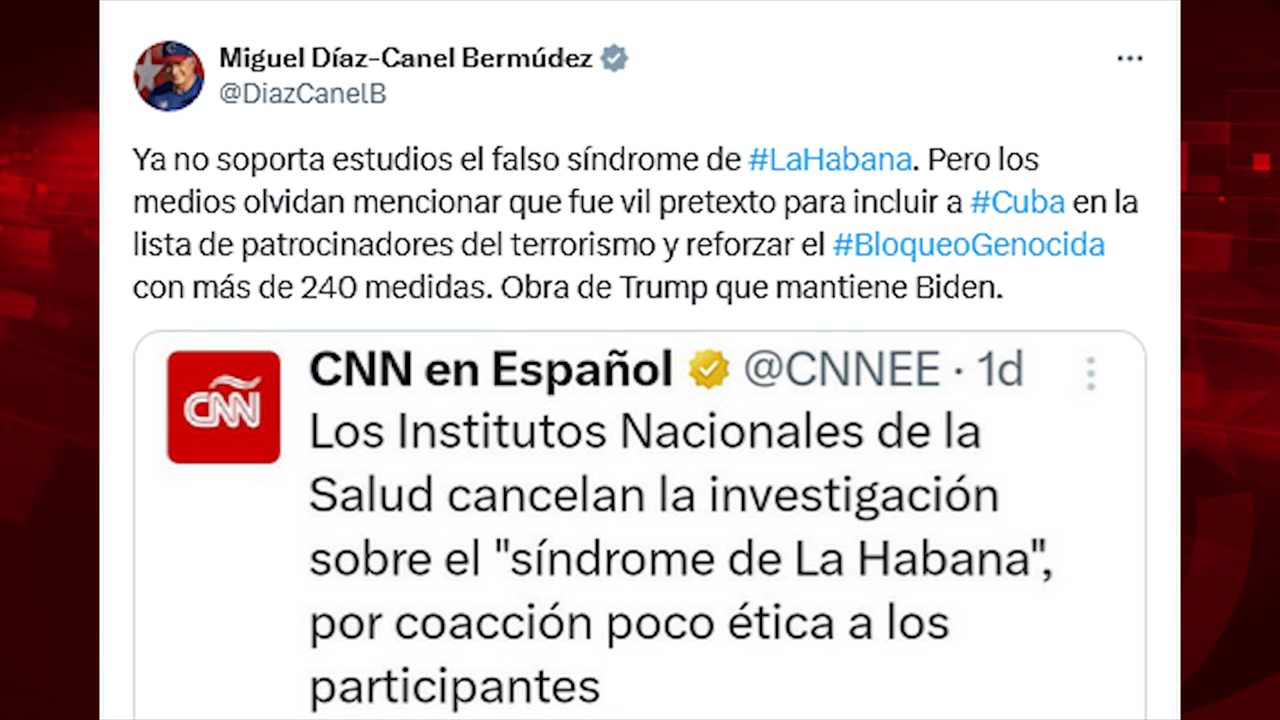 Miguel Díaz-Canel Bermúdez
@DiazCanelB
Ya no soporta estudios el falso síndrome de #LaHabana. Pero los
medios olvidan mencionar que fue vil pretexto para incluir a #Cuba en la
lista de patrocinadores del terrorismo y reforzar el #BloqueoGenocida
con más de 240 medidas. Obra de Trump que mantiene Biden.
CNN
CNN en Español @CNNEE · 1d
Los Institutos Nacionales de la
Salud cancelan la investigación
sobre el "síndrome de La Habana",
por coacción poco ética a los
participantes